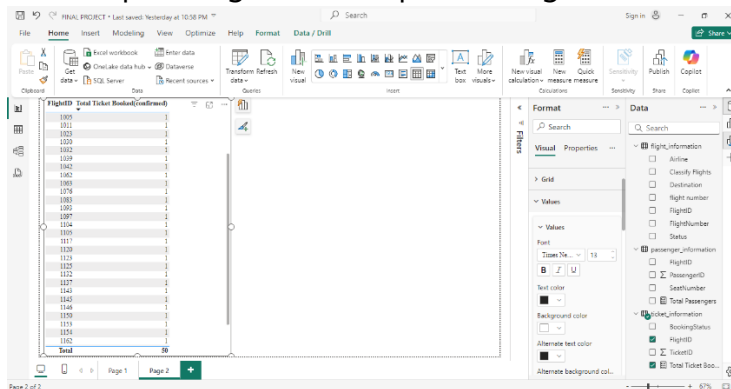 FINAL PROJECT • Last saved: Yesterday at 10:58 PM
Search
Sign in
File Home Insert Modeling View Optimize Help Format Data / Drill
Share
Paste
Get data
Excel workbook
OneLake data hub
SQL Server
Enter data
Dataverse
Recent sources
Transform data
Refresh
New visual
Text box
More visuals
New visual calculation
New measure
Quick measure
Sensitivity
Publish
Copilot
Clipboard Data Queries Insert Calculations Sensitivity Share Copilot
FlightID Total Ticket Booked(confirmed)
1005 1
1011 1
1023 1
1030 1
1032 1
1039 1
1042 1
1062 1
1063 1
1076 1
1083 1
1093 1
1097 1
1104 1
1105 1
1117 1
1120 1
1123 1
1125 1
1132 1
1137 1
1143 1
1145 1
1146 1
1150 1
1153 1
1154 1
1162 1
Total 50
Filters
Format
Search
Visual Properties
Grid
Values
Values
Font
Times Ne... 13
B I U
Text color
Background color
Alternate text color
Alternate background col...
Data
Search
flight_information
Airline
Classify Flights
Destination
flight number
FlightID
FlightNumber
Status
passenger_information
FlightID
PassengerID
SeatNumber
Total Passengers
ticket_information
BookingStatus
FlightID
TicketID
Total Ticket Boo...
Page 1 Page 2
Page 2 of 2
67%